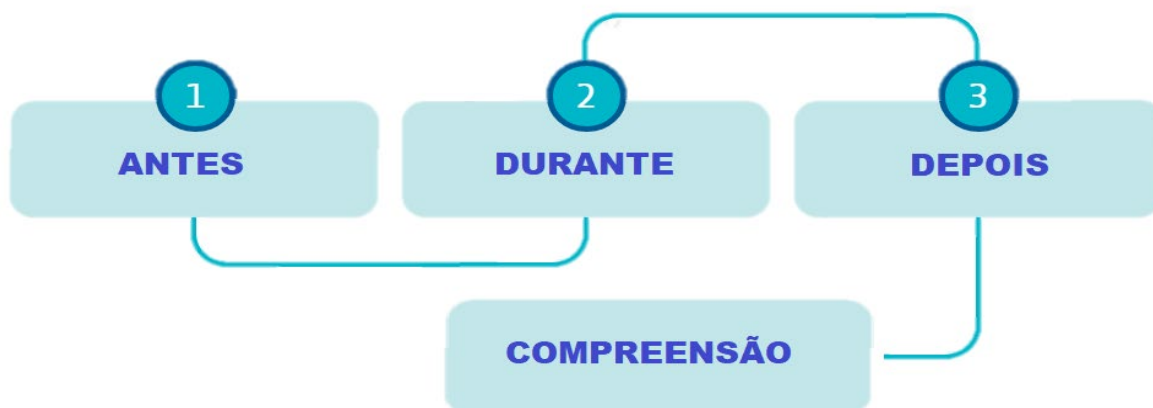 1 2 3
ANTES DURANTE DEPOIS
COMPREENSÃO